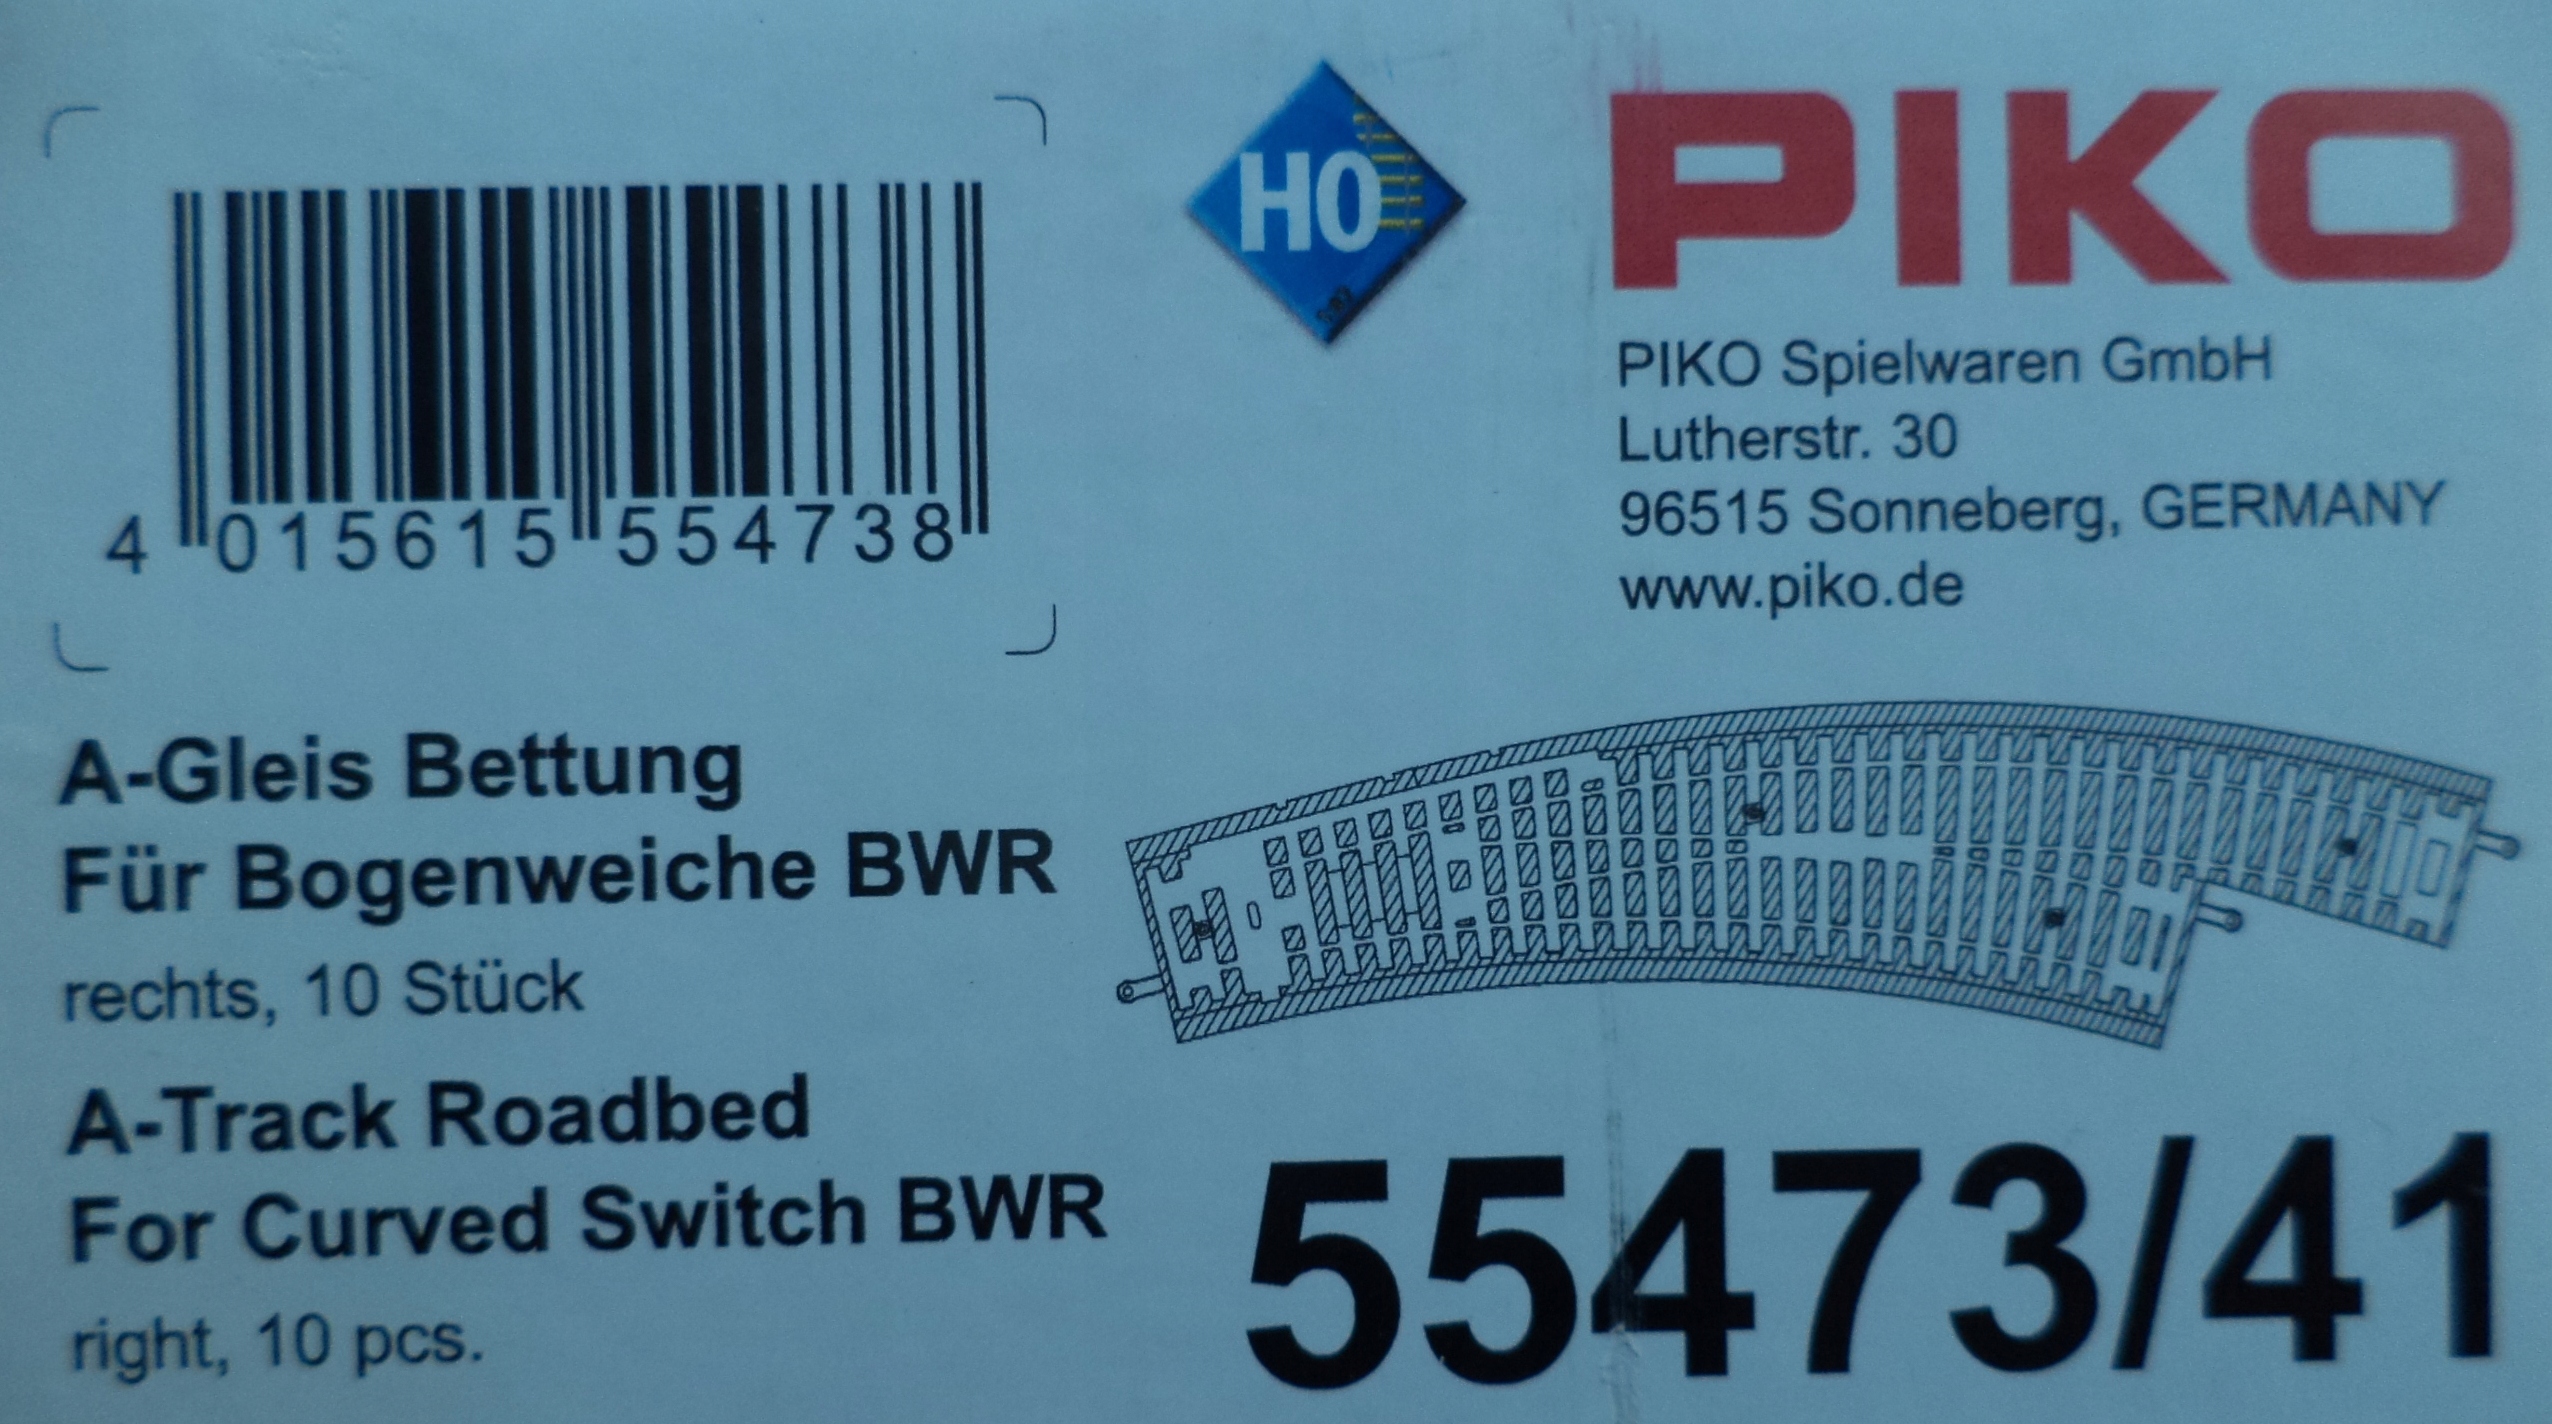 4 015615 554738
H0
PIKO
PIKO Spielwaren GmbH
Lutherstr. 30
96515 Sonneberg, GERMANY
www.piko.de
A-Gleis Bettung
Für Bogenweiche BWR
rechts, 10 Stück
A-Track Roadbed
For Curved Switch BWR
right, 10 pcs.
55473/41